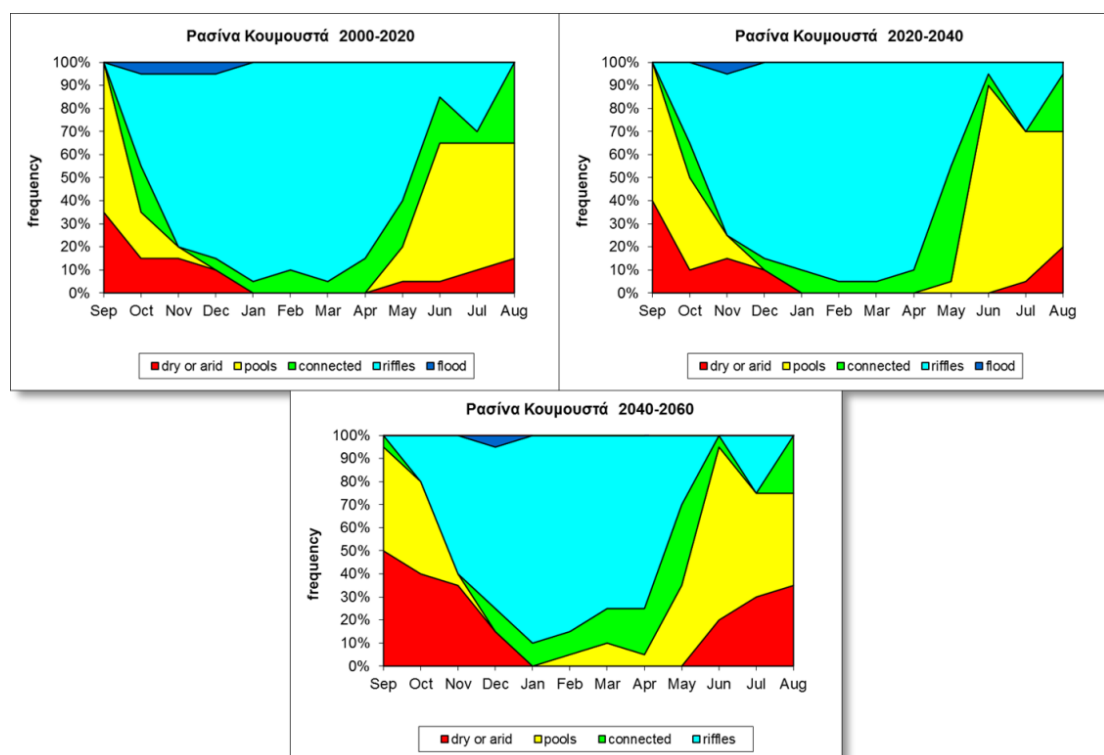 Ρασίνα Κουμουστά 2000-2020
frequency
100%
90%
80%
70%
60%
50%
40%
30%
20%
10%
0%
Sep Oct Nov Dec Jan Feb Mar Apr May Jun Jul Aug
dry or arid pools connected riffles flood
Ρασίνα Κουμουστά 2020-2040
frequency
100%
90%
80%
70%
60%
50%
40%
30%
20%
10%
0%
Sep Oct Nov Dec Jan Feb Mar Apr May Jun Jul Aug
dry or arid pools connected riffles flood
Ρασίνα Κουμουστά 2040-2060
frequency
100%
90%
80%
70%
60%
50%
40%
30%
20%
10%
0%
Sep Oct Nov Dec Jan Feb Mar Apr May Jun Jul Aug
dry or arid pools connected riffles